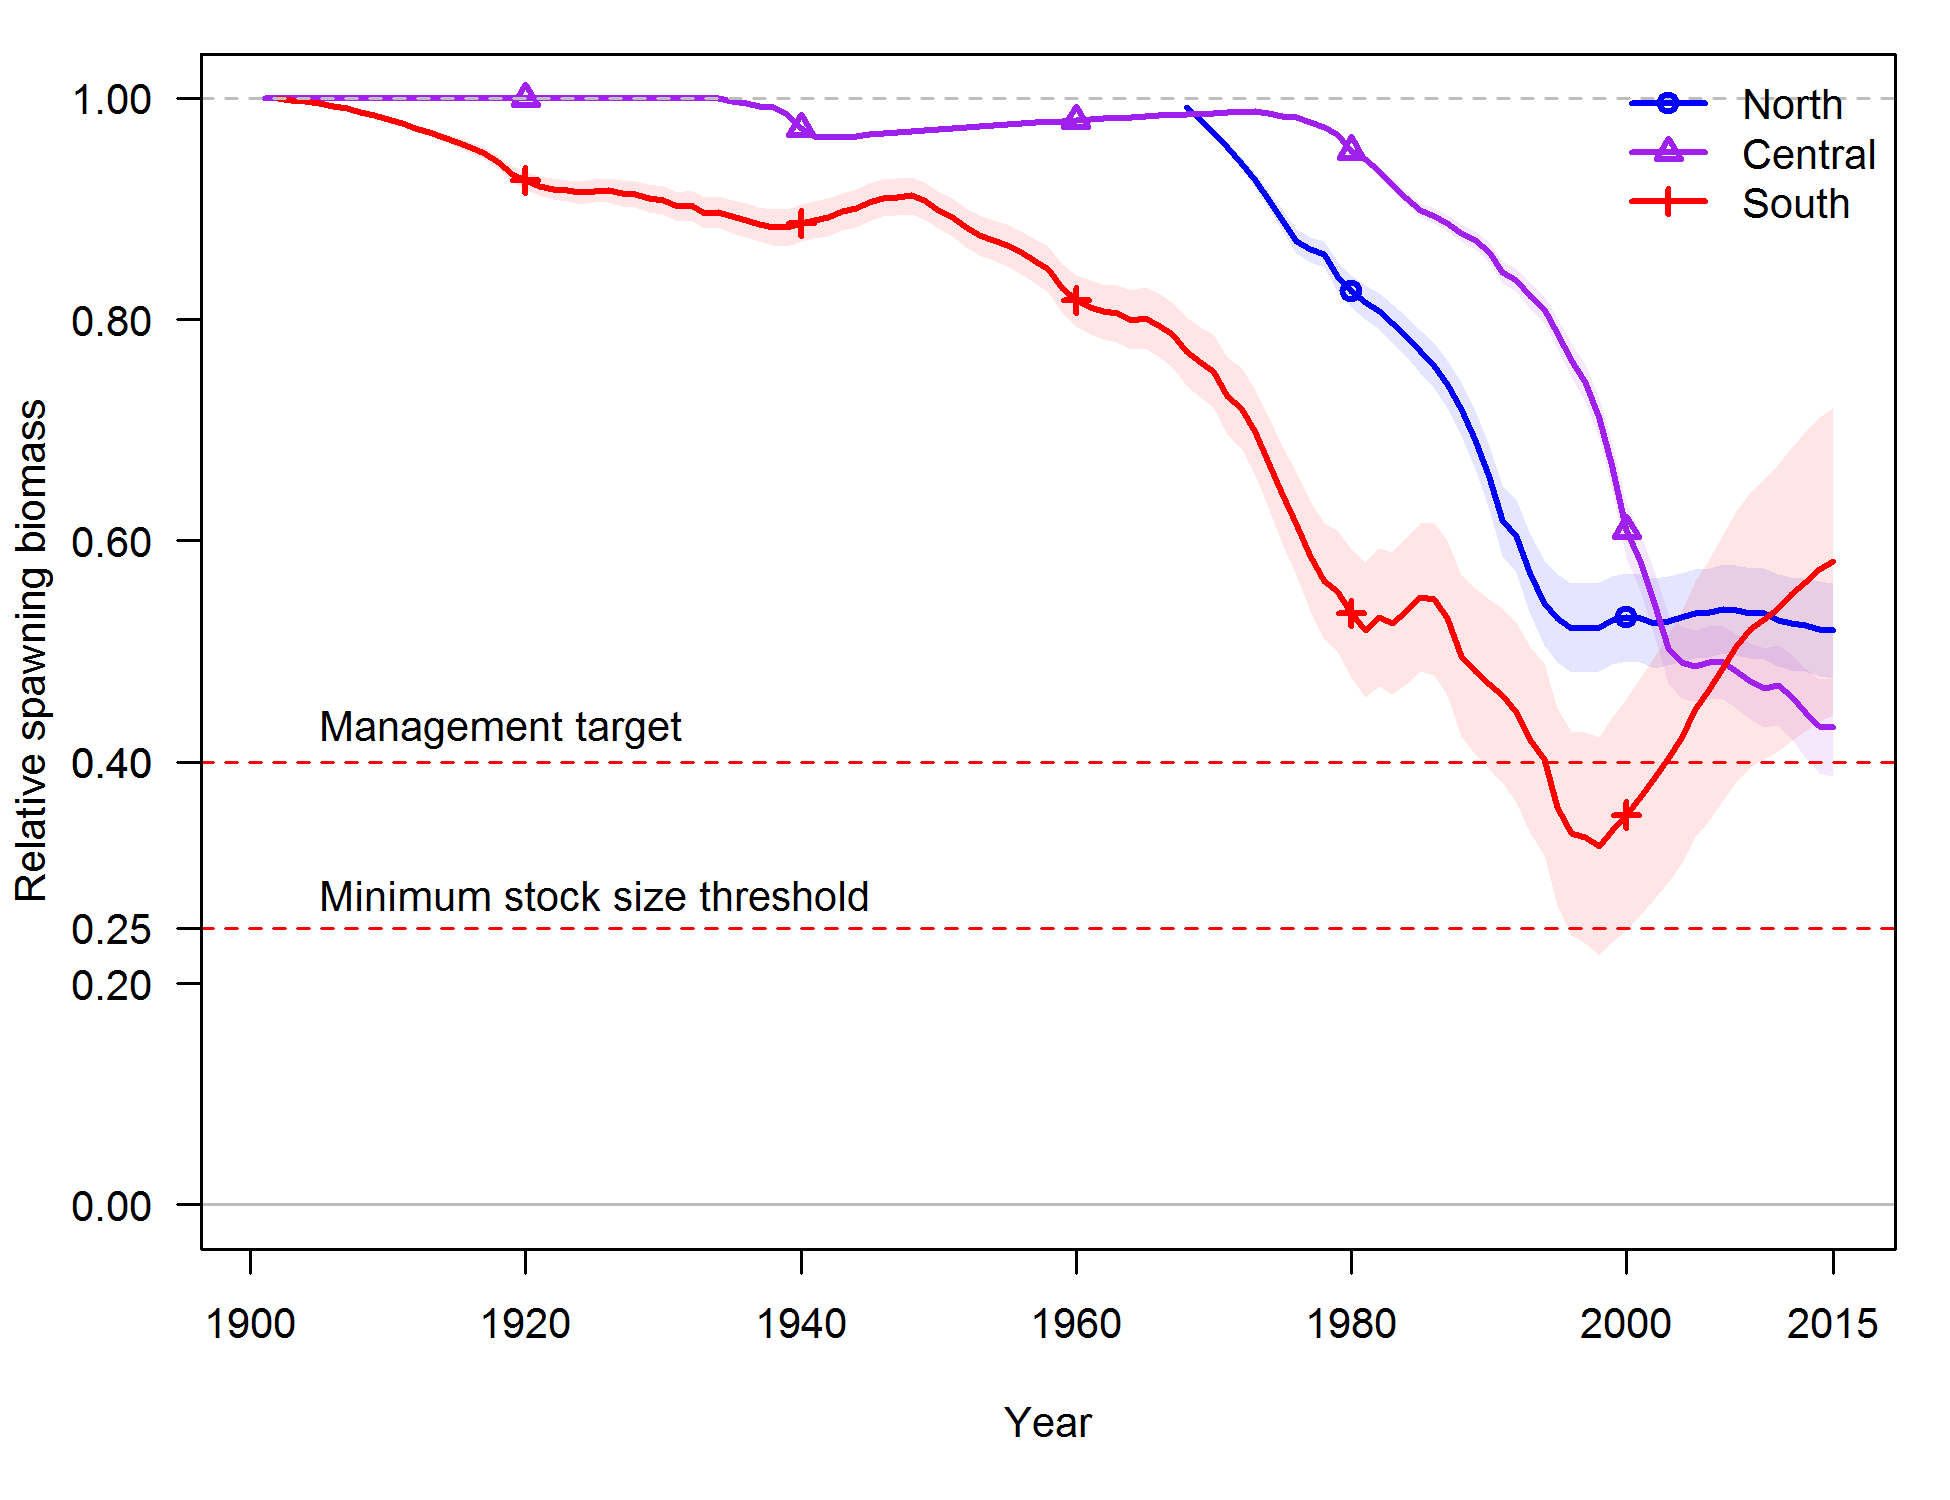 1.00
0.80
0.60
0.40
0.25
0.20
0.00
Relative spawning biomass
North
Central
South
Management target
Minimum stock size threshold
1900 1920 1940 1960 1980 2000 2015
Year